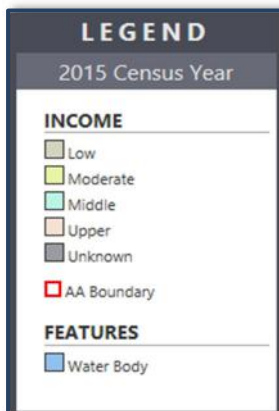 LEGEND
2015 Census Year
INCOME
Low
Moderate
Middle
Upper
Unknown
AA Boundary
FEATURES
Water Body